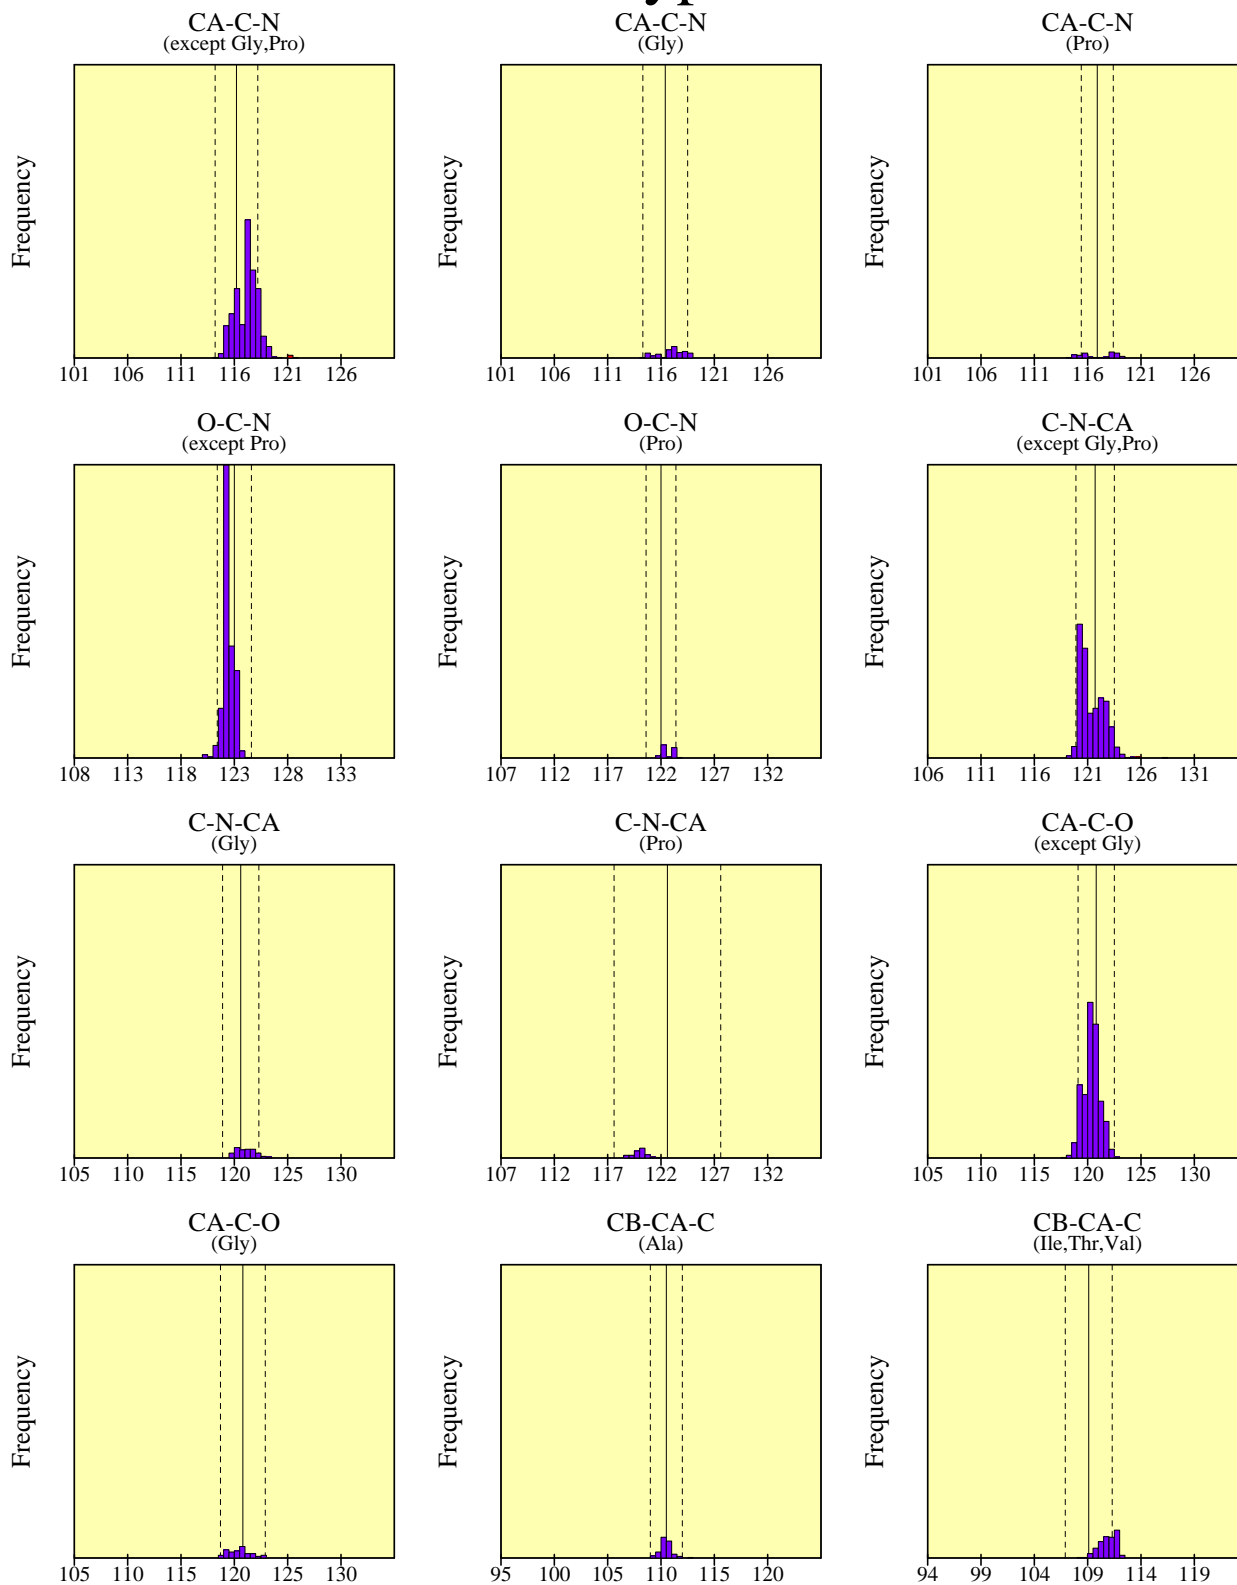 CA-C-N
(except Gly,Pro)
CA-C-N
(Gly)
CA-C-N
(Pro)
Frequency
Frequency
Frequency
101 106 111 116 121 126
101 106 111 116 121 126
101 106 111 116 121 126
O-C-N
(except Pro)
O-C-N
(Pro)
C-N-CA
(except Gly,Pro)
Frequency
Frequency
Frequency
108 113 118 123 128 133
107 112 117 122 127 132
106 111 116 121 126 131
C-N-CA
(Gly)
C-N-CA
(Pro)
CA-C-O
(except Gly)
Frequency
Frequency
Frequency
105 110 115 120 125 130
107 112 117 122 127 132
105 110 115 120 125 130
CA-C-O
(Gly)
CB-CA-C
(Ala)
CB-CA-C
(Ile,Thr,Val)
Frequency
Frequency
Frequency
105 110 115 120 125 130
95 100 105 110 115 120
94 99 104 109 114 119